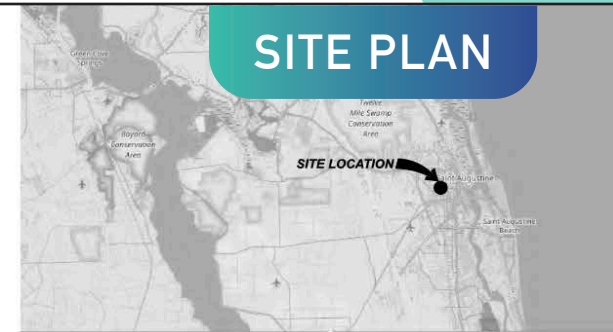 SITE PLAN
Green Cove
Springs
Twelve
Mile Swamp
Conservation
Area
Bayard
Conservation
Area
SITE LOCATION
Saint Augustine
Saint Augustine
Beach